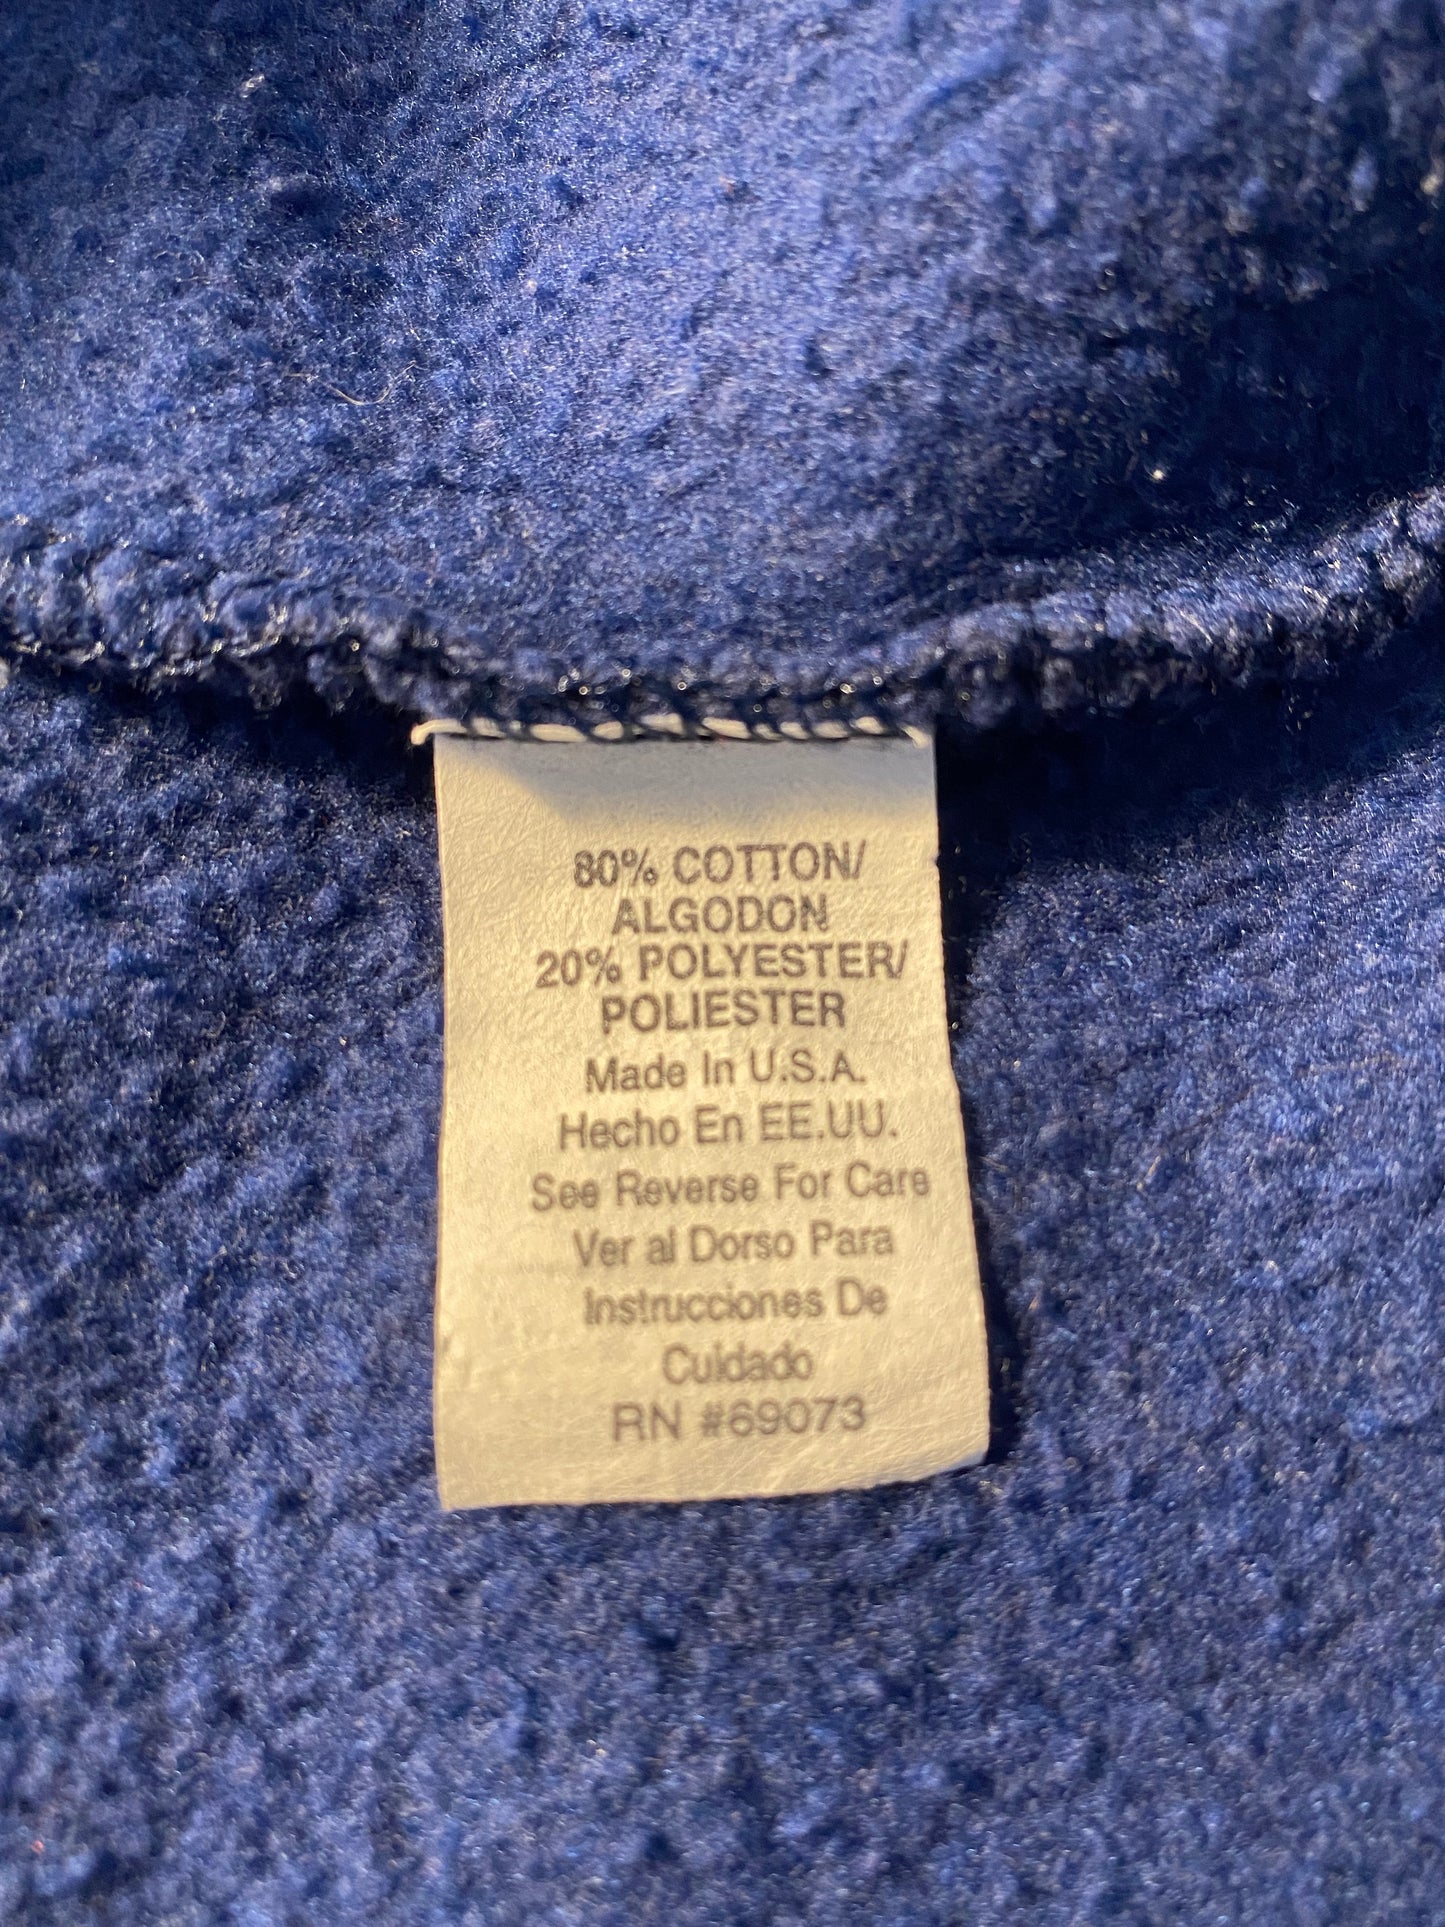 80% COTTON/
ALGODON
20% POLYESTER/
POLIESTER
Made In U.S.A.
Hecho En EE.UU.
See Reverse For Care
Ver al Dorso Para
Instrucciones De
Cuidado
RN #69073